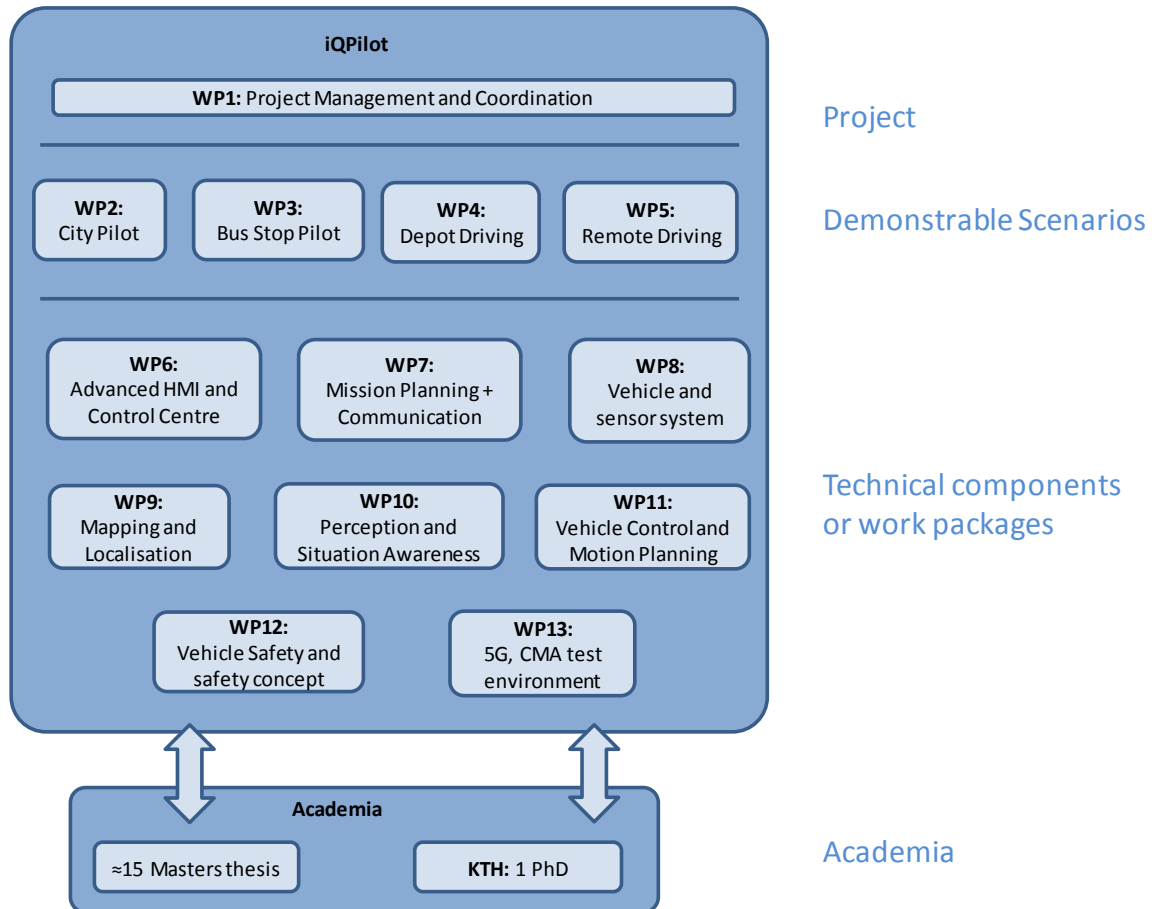 iQPilot
WP1: Project Management and Coordination
Project
WP2:
City Pilot
WP3:
Bus Stop Pilot
WP4:
Depot Driving
WP5:
Remote Driving
Demonstrable Scenarios
WP6:
Advanced HMI and
Control Centre
WP7:
Mission Planning +
Communication
WP8:
Vehicle and
sensor system
WP9:
Mapping and
Localisation
WP10:
Perception and
Situation Awareness
WP11:
Vehicle Control and
Motion Planning
Technical components
or work packages
WP12:
Vehicle Safety and
safety concept
WP13:
5G, CMA test
environment
Academia
≈15 Masters thesis
KTH: 1 PhD
Academia